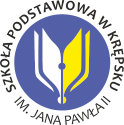 SZKOŁA PODSTAWOWA W KRĘPSKU
IM. JANA PAWŁA II